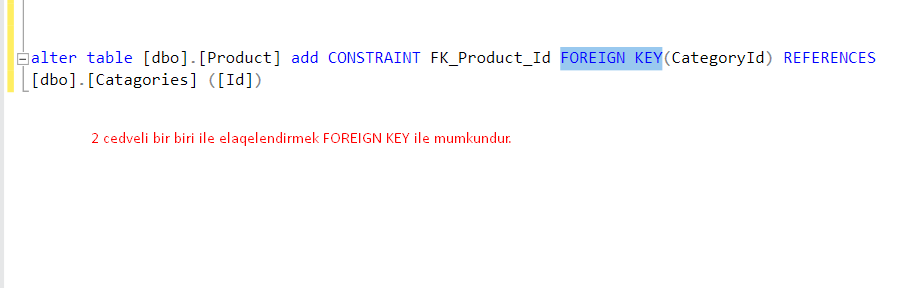 alter table [dbo].[Product] add CONSTRAINT FK_Product_Id FOREIGN KEY(CategoryId) REFERENCES
[dbo].[Catagories] ([Id])
2 cedveli bir biri ile elaqelendirmek FOREIGN KEY ile mumkundur.